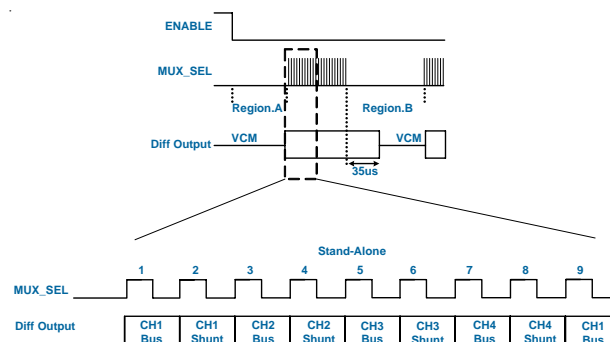 ENABLE
MUX_SEL
Region.A
Region.B
Diff Output
VCM
VCM
35us
Stand-Alone
1 2 3 4 5 6 7 8 9
MUX_SEL
Diff Output
CH1 Bus
CH1 Shunt
CH2 Bus
CH2 Shunt
CH3 Bus
CH3 Shunt
CH4 Bus
CH4 Shunt
CH1 Bus